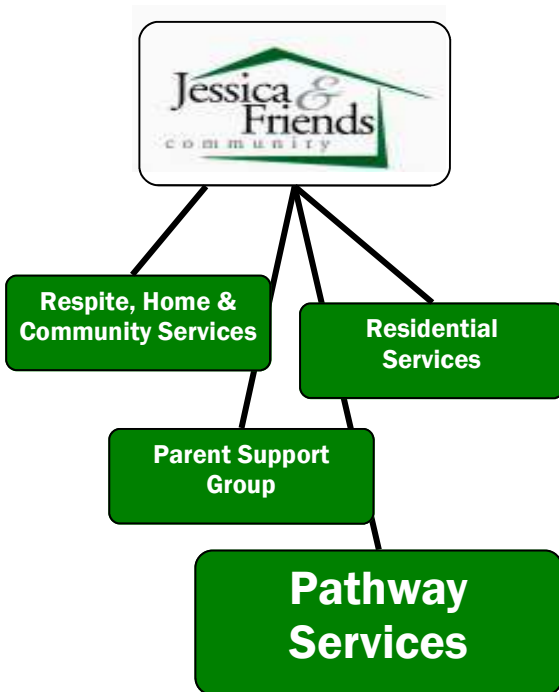 Jessica &
Friends
community
Respite, Home &
Community Services
Residential
Services
Parent Support
Group
Pathway
Services